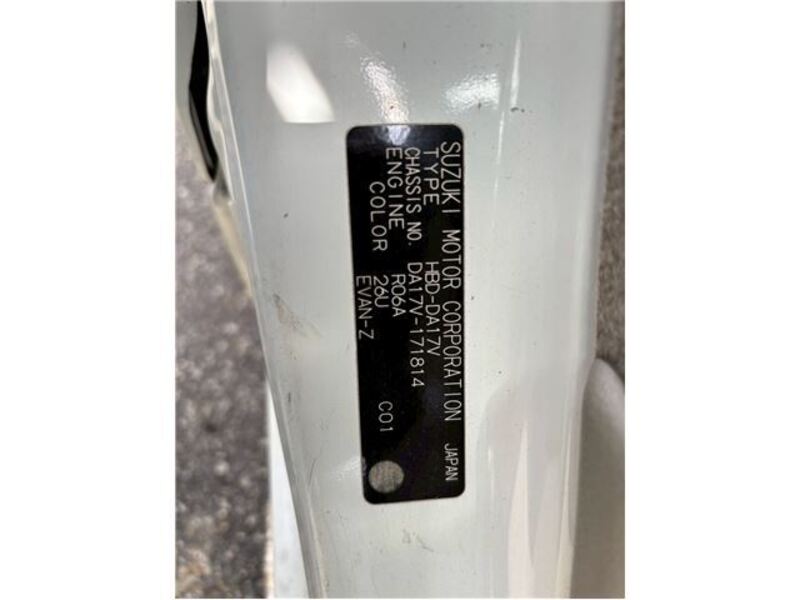 SUZUKI MOTOR CORPORATION JAPAN
TYPE HBD-DA17V
CHASSIS NO. DA17V-171814
ENGINE R06A
COLOR 26U
EVAN-Z C01